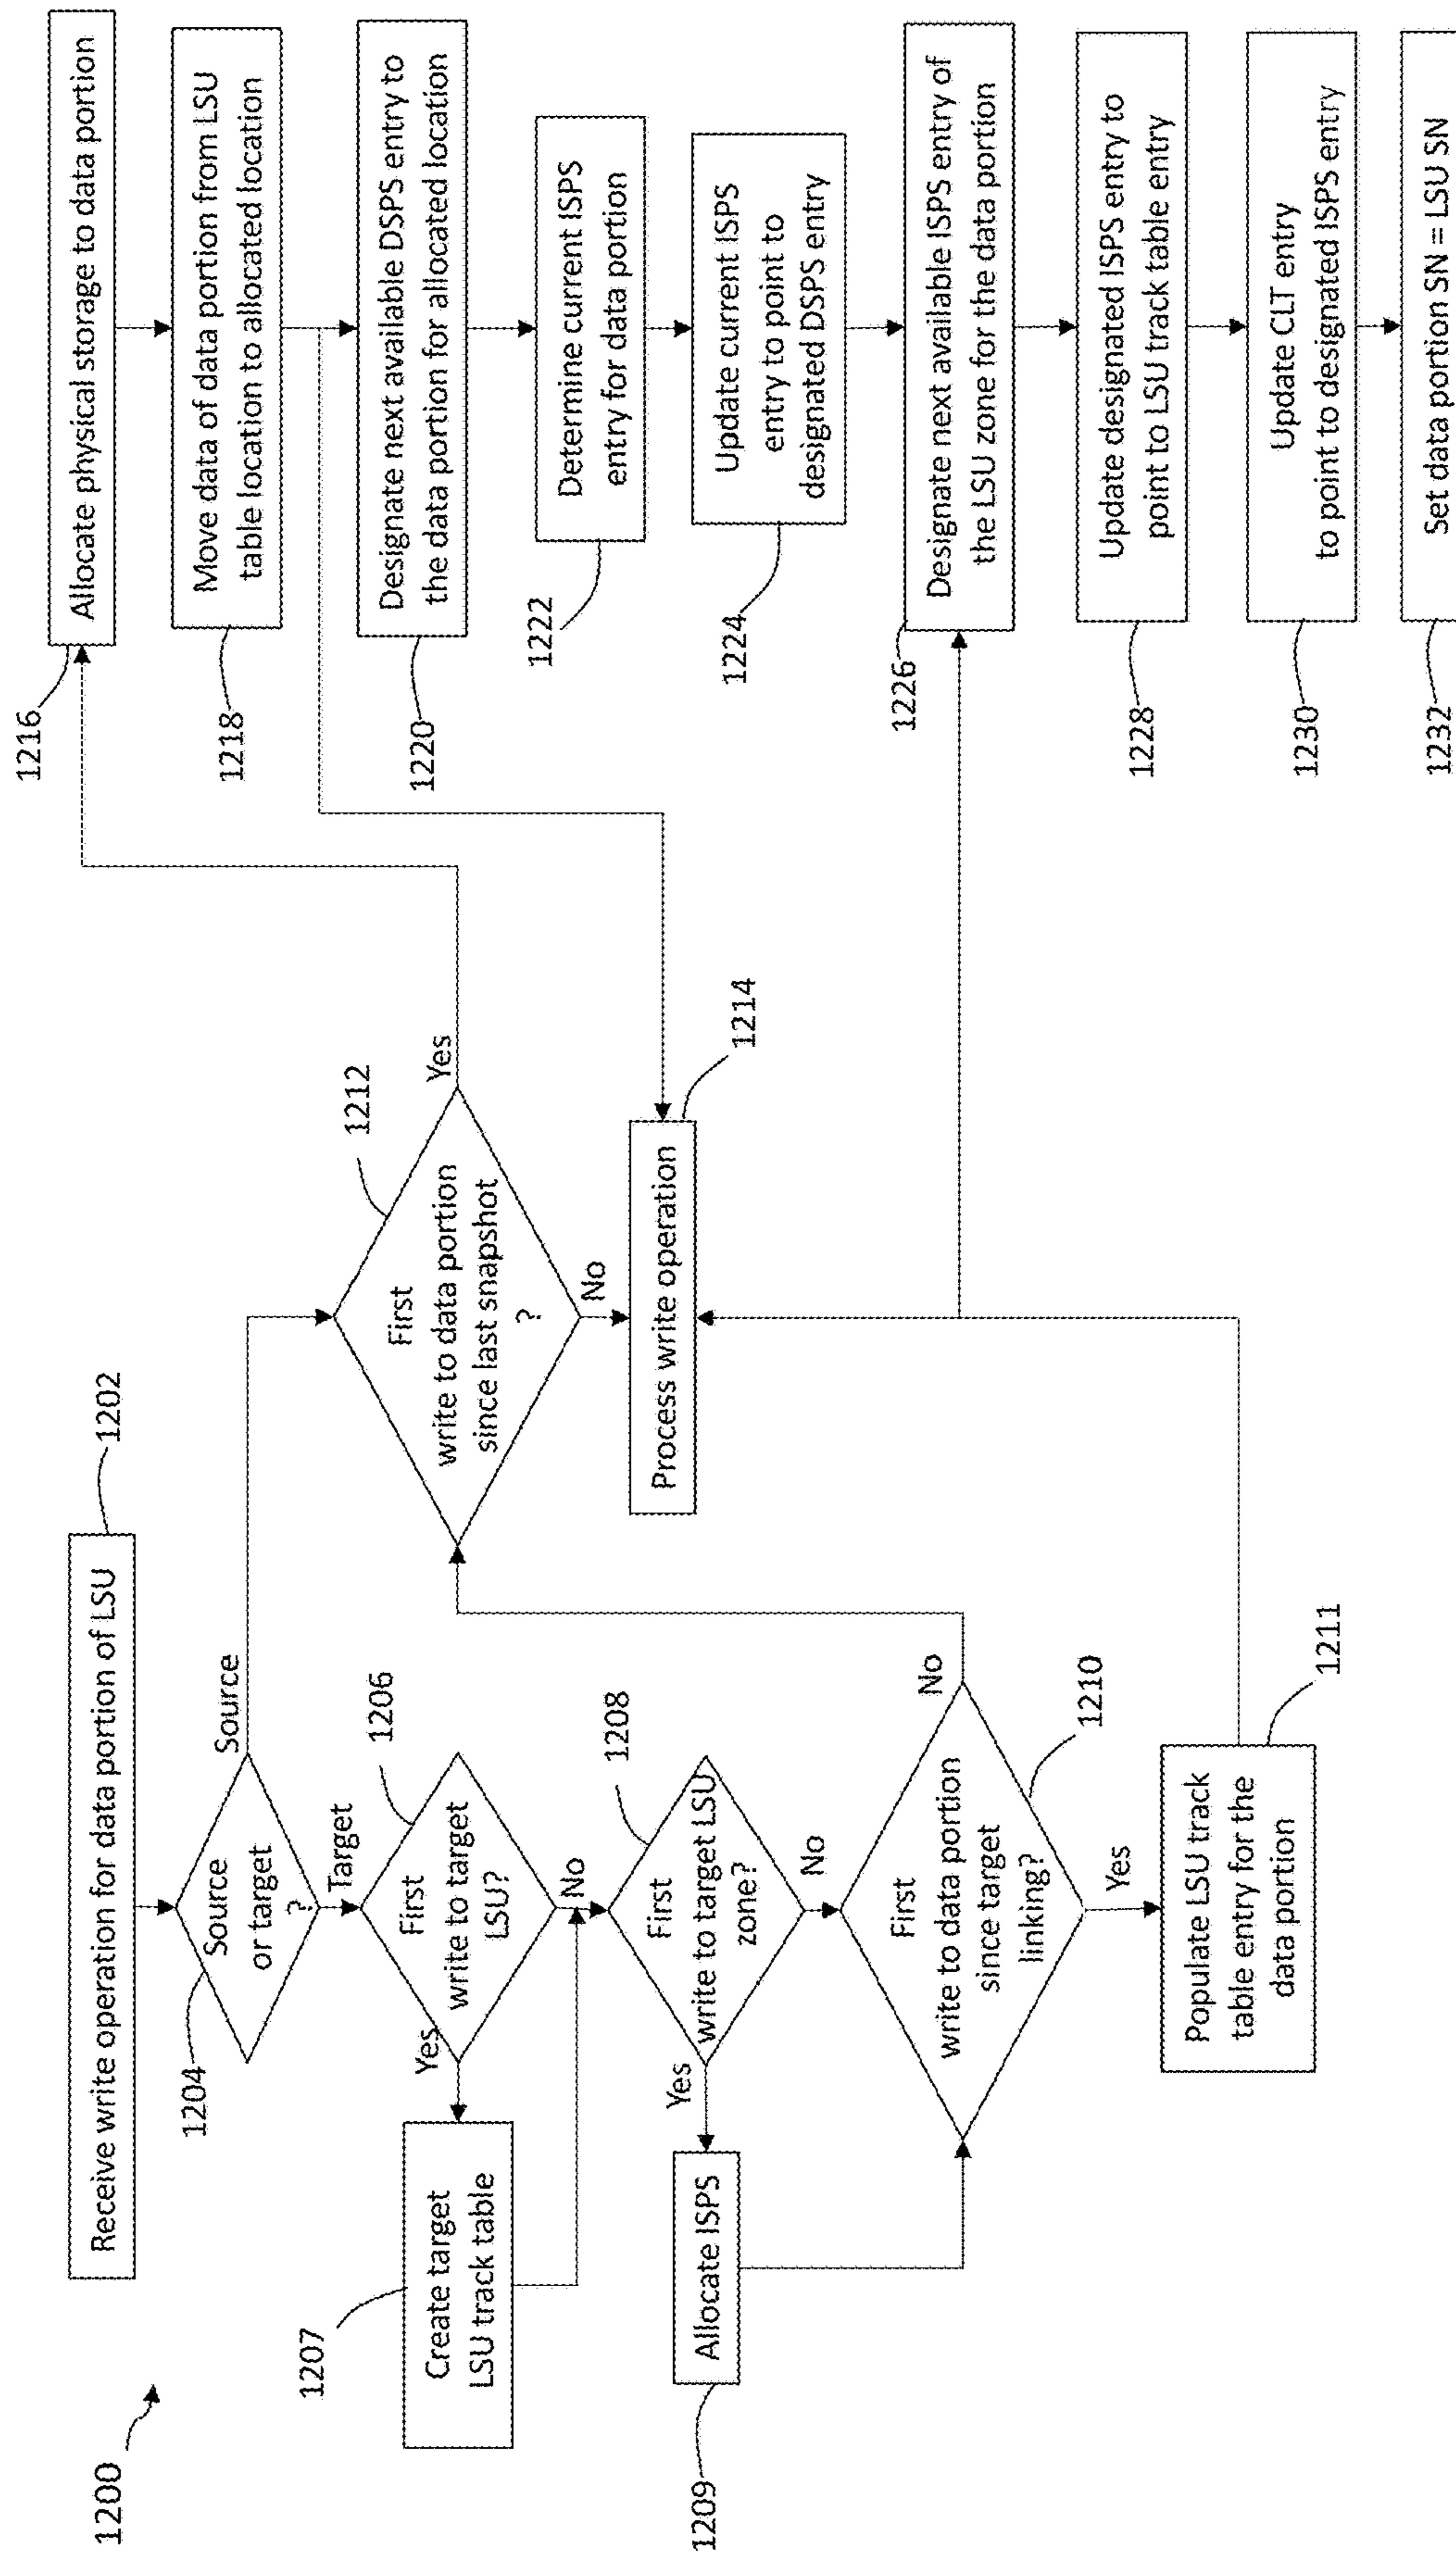 1200
Receive write operation for data portion of LSU
1202
Source
or target
?
1204
Source
Target
First
write to target
LSU?
1206
Yes
No
Create target
LSU track table
1207
First
write to target LSU
zone?
1208
Yes
No
Allocate ISPS
1209
First
write to data portion
since target
linking?
1210
No
Yes
Populate LSU track
table entry for the
data portion
1211
First
write to data portion
since last snapshot
?
1212
Yes
No
Process write operation
1214
Allocate physical storage to data portion
1216
Move data of data portion from LSU
table location to allocated location
1218
Designate next available DSPS entry to
the data portion for allocated location
1220
Determine current ISPS
entry for data portion
1222
Update current ISPS
entry to point to
designated DSPS entry
1224
Designate next available ISPS entry of
the LSU zone for the data portion
1226
Update designated ISPS entry to
point to LSU track table entry
1228
Update CLT entry
to point to designated ISPS entry
1230
Set data portion SN = LSU SN
1232